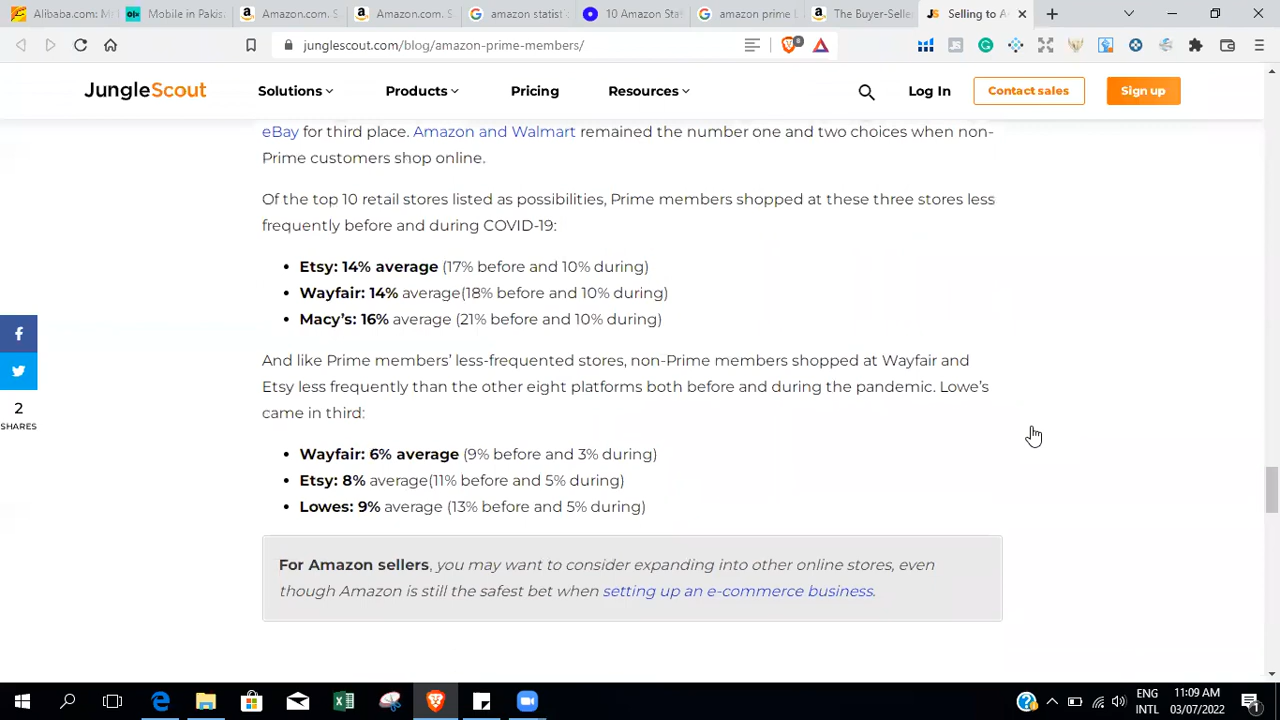 Alibaba.com: M
Mobile in Pakis
Amazon.com. S
Amazon.com. S
amazon statis
10 Amazon Sta
amazon prime
The Buyer-Selle
Selling to A
junglescout.com/blog/amazon-prime-members/
8
JungleScout
Solutions
Products
Pricing
Resources
Log In
Contact sales
Sign up
eBay for third place. Amazon and Walmart remained the number one and two choices when non-
Prime customers shop online.
Of the top 10 retail stores listed as possibilities, Prime members shopped at these three stores less
frequently before and during COVID-19:
• Etsy: 14% average (17% before and 10% during)
• Wayfair: 14% average(18% before and 10% during)
• Macy's: 16% average (21% before and 10% during)
And like Prime members' less-frequented stores, non-Prime members shopped at Wayfair and
Etsy less frequently than the other eight platforms both before and during the pandemic. Lowe's
came in third:
• Wayfair: 6% average (9% before and 3% during)
• Etsy: 8% average(11% before and 5% during)
• Lowes: 9% average (13% before and 5% during)
For Amazon sellers, you may want to consider expanding into other online stores, even
though Amazon is still the safest bet when setting up an e-commerce business.
2
SHARES
ENG
INTL
11:09 AM
03/07/2022
1